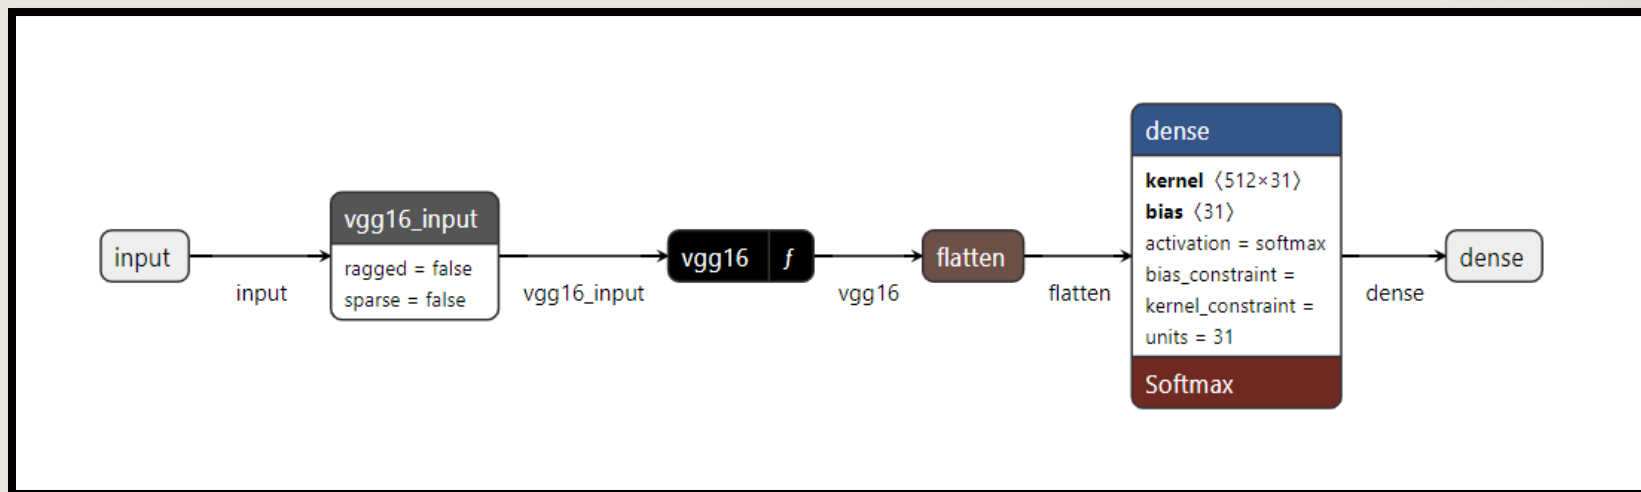 input
input
vgg16_input
ragged = false
sparse = false
vgg16_input
vgg16 ƒ
vgg16
flatten
flatten
dense
kernel 〈512×31〉
bias 〈31〉
activation = softmax
bias_constraint =
kernel_constraint =
units = 31
Softmax
dense
dense